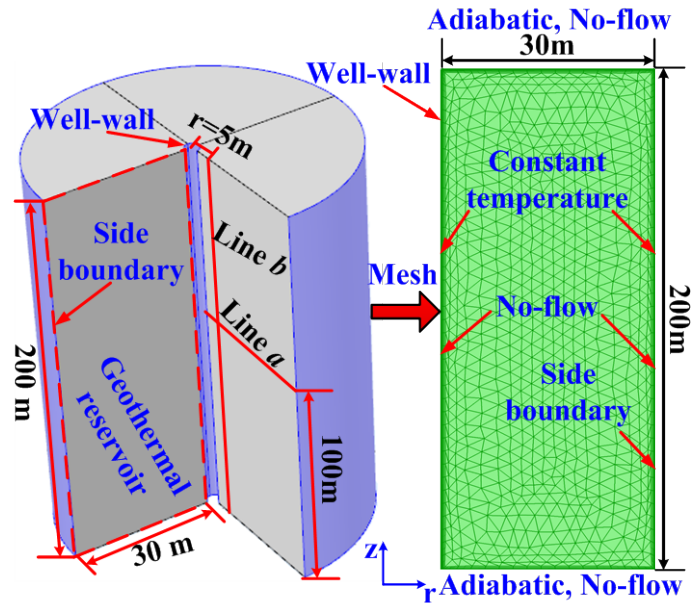 Adiabatic, No-flow
30m
Well-wall
Well-wall
r=5m
Constant
temperature
Side
boundary
Line b
Mesh
200m
No-flow
Line a
200 m
Side
boundary
Geothermal
reservoir
100m
30 m
z
r
Adiabatic, No-flow